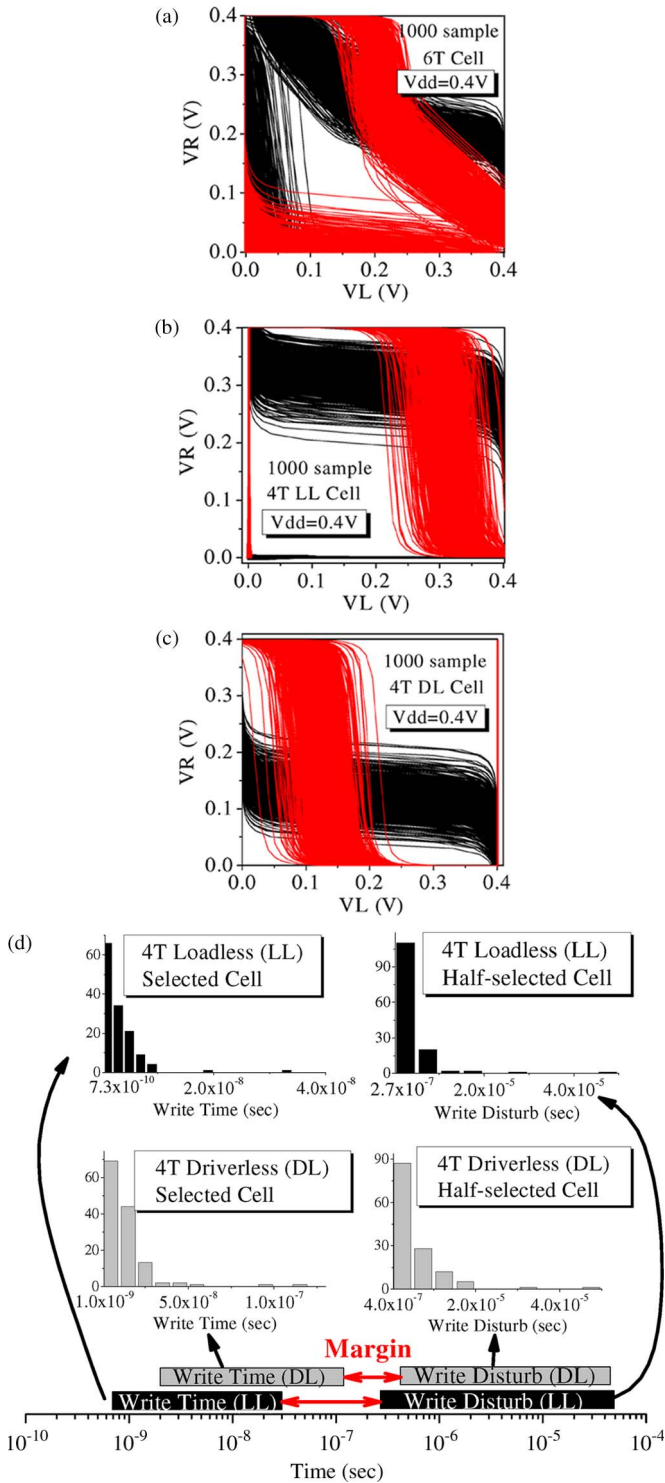 (a)
1000 sample
6T Cell
Vdd=0.4V
VR (V)
0.4
0.3
0.2
0.1
0.0
0.0 0.1 0.2 0.3 0.4
VL (V)
(b)
VR (V)
0.4
0.3
0.2
0.1
0.0
1000 sample
4T LL Cell
Vdd=0.4V
0.0 0.1 0.2 0.3 0.4
VL (V)
(c)
VR (V)
0.4
0.3
0.2
0.1
0.0
1000 sample
4T DL Cell
Vdd=0.4V
0.0 0.1 0.2 0.3 0.4
VL (V)
(d)
60
40
20
0
4T Loadless (LL)
Selected Cell
7.3x10⁻¹⁰ 2.0x10⁻⁸ 4.0x10⁻⁸
Write Time (sec)
90
60
30
0
4T Loadless (LL)
Half-selected Cell
2.7x10⁻⁷ 2.0x10⁻⁵ 4.0x10⁻⁵
Write Disturb (sec)
60
40
20
0
4T Driverless (DL)
Selected Cell
1.0x10⁻⁹ 5.0x10⁻⁸ 1.0x10⁻⁷
Write Time (sec)
90
60
30
0
4T Driverless (DL)
Half-selected Cell
4.0x10⁻⁷ 2.0x10⁻⁵ 4.0x10⁻⁵
Write Disturb (sec)
Margin
Write Time (DL) Write Disturb (DL)
Write Time (LL) Write Disturb (LL)
10⁻¹⁰ 10⁻⁹ 10⁻⁸ 10⁻⁷ 10⁻⁶ 10⁻⁵ 10⁻⁴
Time (sec)